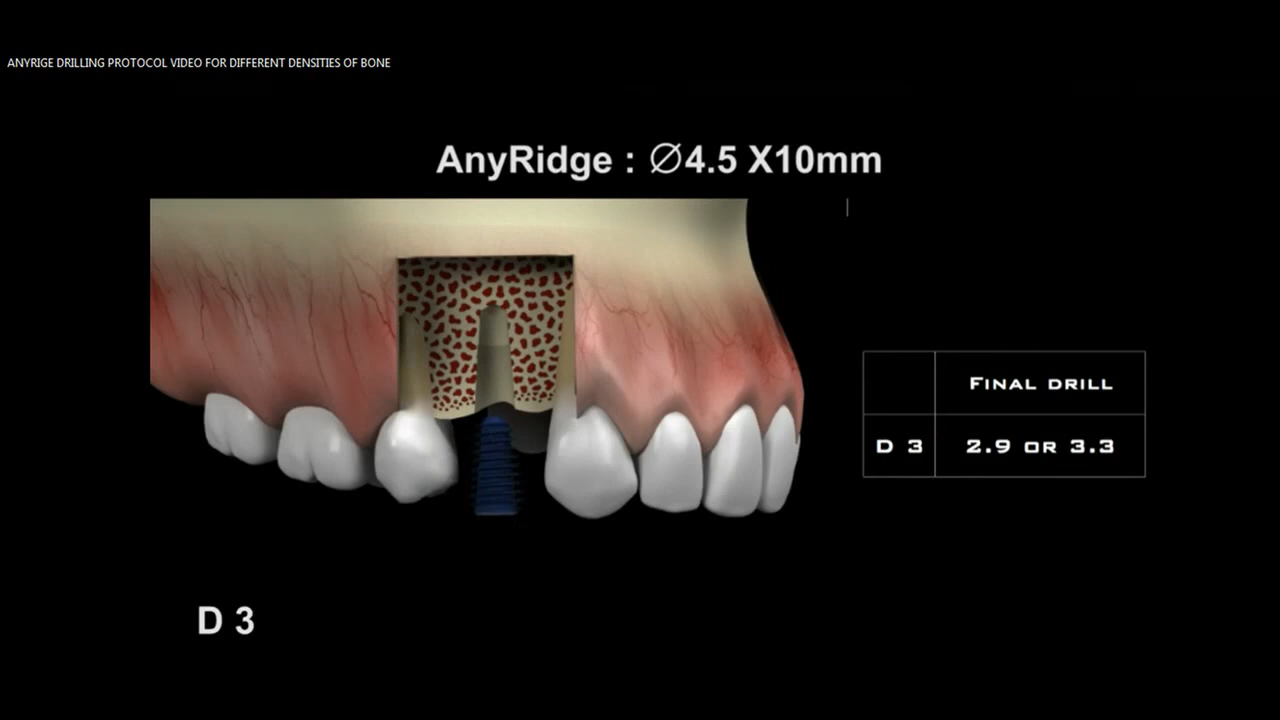 ANYRIGE DRILLING PROTOCOL VIDEO FOR DIFFERENT DENSITIES OF BONE
AnyRidge : Ø4.5 X10mm
FINAL DRILL
D 3 2.9 OR 3.3
D 3